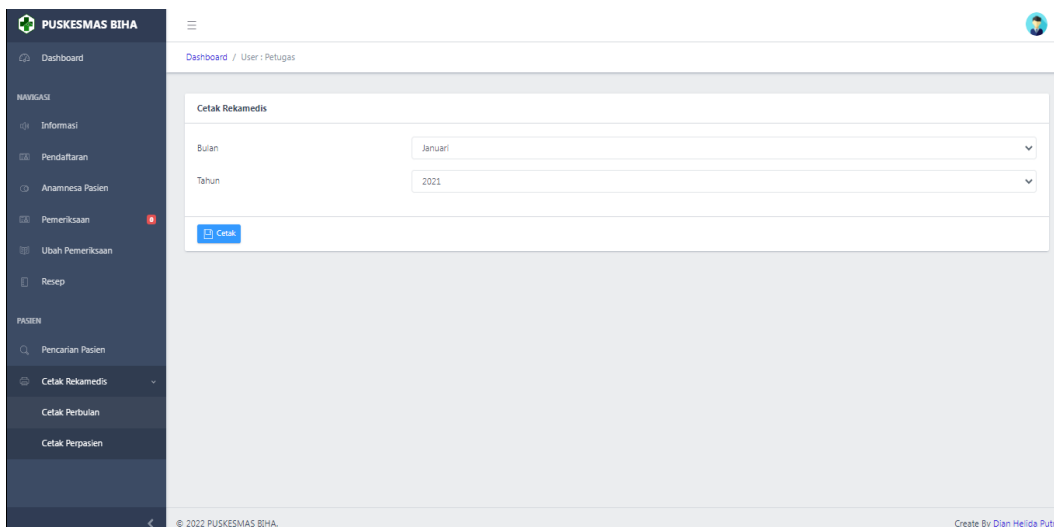 PUSKESMAS BIHA
Dashboard
NAVIGASI
Informasi
Pendaftaran
Anamnesa Pasien
Pemeriksaan 0
Ubah Pemeriksaan
Resep
PASIEN
Pencarian Pasien
Cetak Rekamedis
Cetak Perbulan
Cetak Perpasien
Dashboard / User : Petugas
Cetak Rekamedis
Bulan Januari
Tahun 2021
Cetak
© 2022 PUSKESMAS BIHA.
Create By Dian Helida